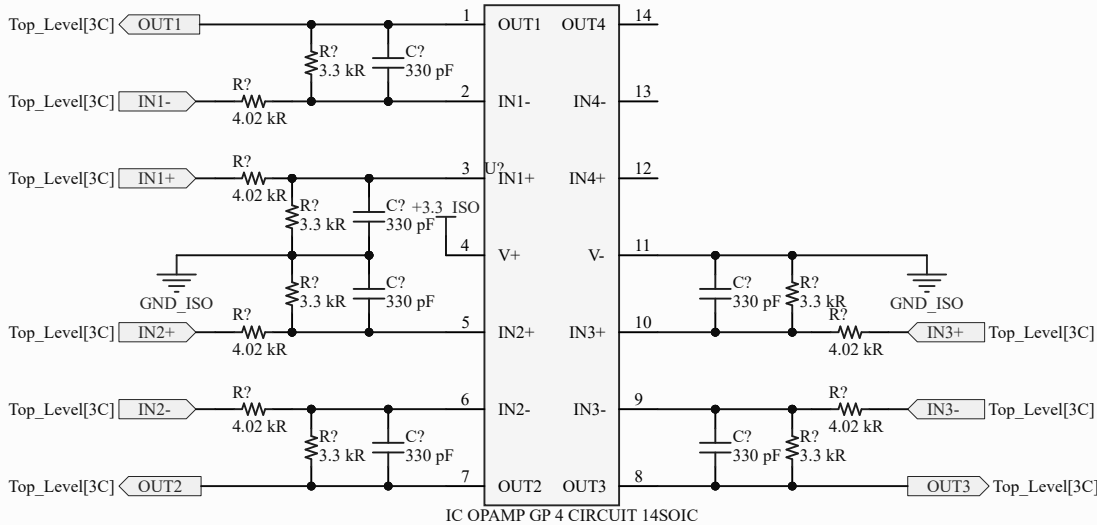 Top_Level[3C] OUT1 1 OUT1 OUT4 14
R? C?
3.3 kR 330 pF
R?
Top_Level[3C] IN1- 2 IN1- IN4- 13
4.02 kR
R? U?
Top_Level[3C] IN1+ 3 IN1+ IN4+ 12
4.02 kR
R? C? +3.3_ISO
3.3 kR 330 pF
4 V+ V- 11
R? C? C? R?
GND_ISO 3.3 kR 330 pF 330 pF 3.3 kR GND_ISO
R? R?
Top_Level[3C] IN2+ 5 IN2+ IN3+ 10 IN3+ Top_Level[3C]
4.02 kR 4.02 kR
R? R?
Top_Level[3C] IN2- 6 IN2- IN3- 9 IN3- Top_Level[3C]
4.02 kR 4.02 kR
R? C? C? R?
3.3 kR 330 pF 330 pF 3.3 kR
Top_Level[3C] OUT2 7 OUT2 OUT3 8 OUT3 Top_Level[3C]
IC OPAMP GP 4 CIRCUIT 14SOIC